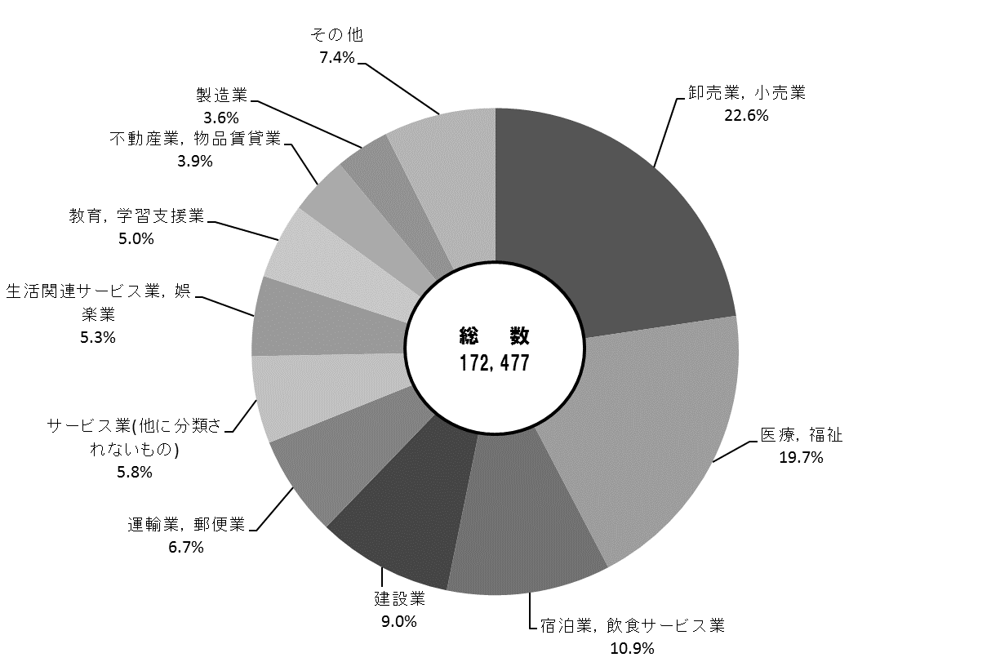 その他
7.4%
製造業
3.6%
不動産業, 物品賃貸業
3.9%
教育, 学習支援業
5.0%
生活関連サービス業, 娯
楽業
5.3%
サービス業(他に分類さ
れないもの)
5.8%
運輸業, 郵便業
6.7%
建設業
9.0%
宿泊業, 飲食サービス業
10.9%
医療, 福祉
19.7%
卸売業, 小売業
22.6%
総 数
172,477